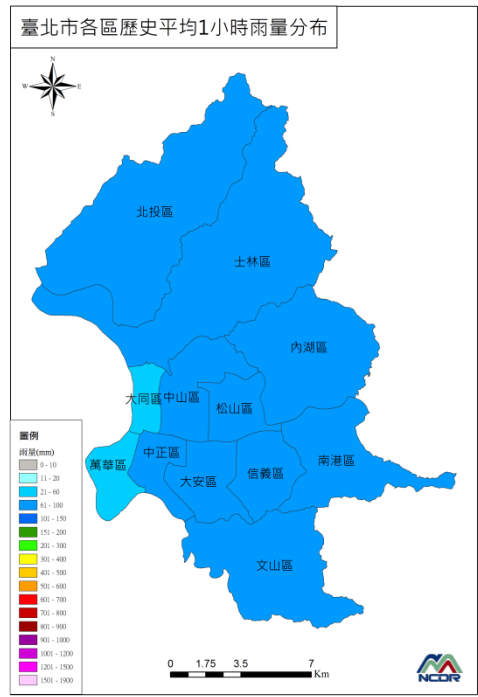 臺北市各區歷史平均1小時雨量分布
N
W
E
S
北投區
士林區
內湖區
大同區
中山區
松山區
萬華區
中正區
大安區
信義區
南港區
文山區
圖例
雨量(mm)
0 - 10
11 - 20
21 - 60
61 - 100
101 - 150
151 - 200
201 - 300
301 - 400
401 - 500
501 - 600
601 - 700
701 - 800
801 - 900
901 - 1000
1001 - 1200
1201 - 1500
1501 - 1900
0 1.75 3.5 7
Km
NCDR